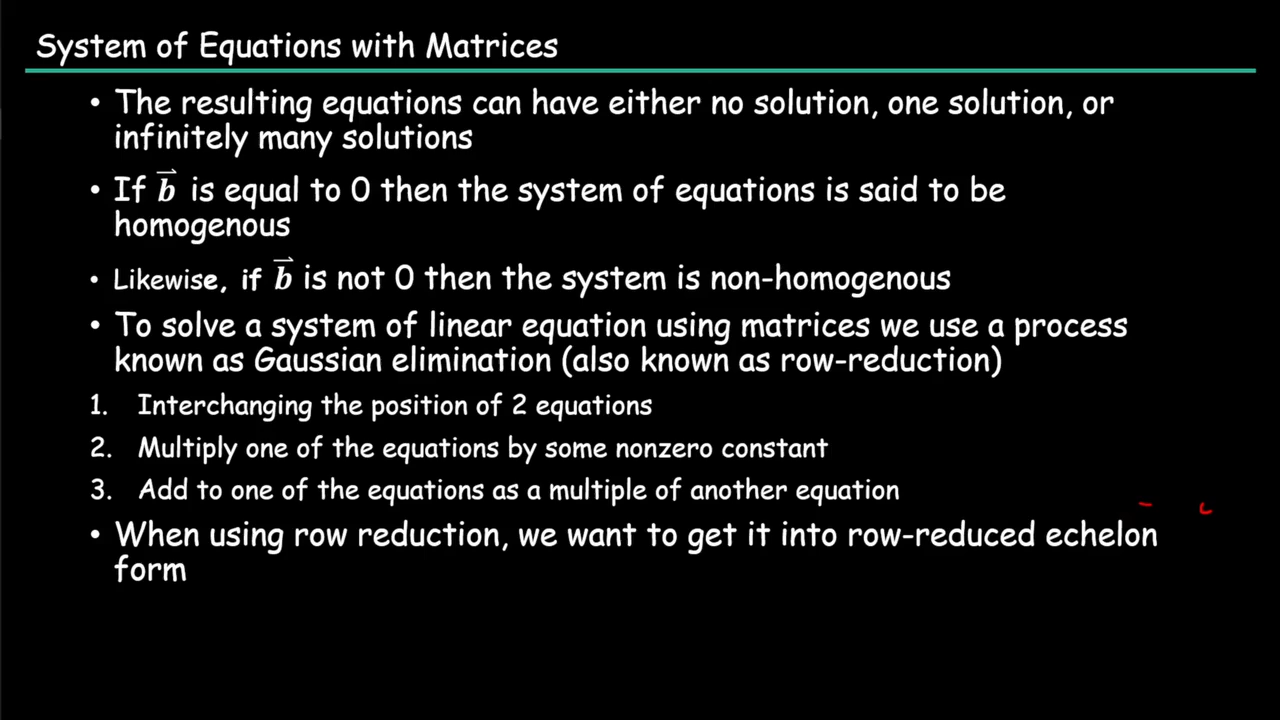 System of Equations with Matrices
• The resulting equations can have either no solution, one solution, or
infinitely many solutions
• If b⃗ is equal to 0 then the system of equations is said to be
homogenous
• Likewise, if b⃗ is not 0 then the system is non-homogenous
• To solve a system of linear equation using matrices we use a process
known as Gaussian elimination (also known as row-reduction)
1. Interchanging the position of 2 equations
2. Multiply one of the equations by some nonzero constant
3. Add to one of the equations as a multiple of another equation
• When using row reduction, we want to get it into row-reduced echelon
form